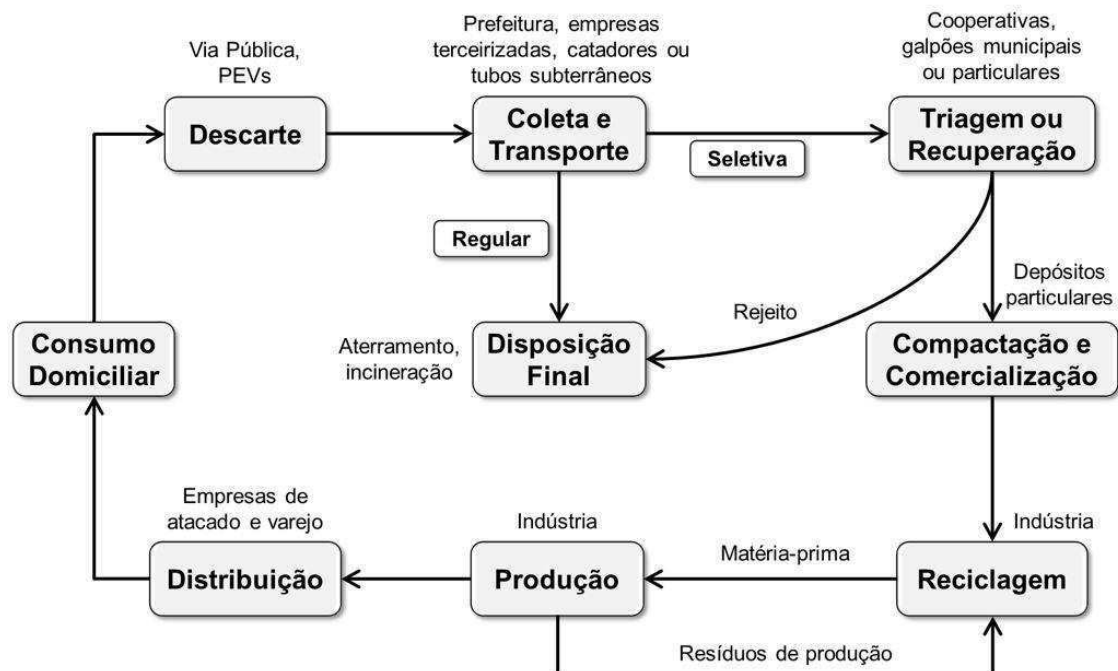 Prefeitura, empresas
terceirizadas, catadores ou
tubos subterrâneos
Cooperativas,
galpões municipais
ou particulares
Via Pública,
PEVs
Descarte
Coleta e
Transporte
Seletiva
Triagem ou
Recuperação
Regular
Rejeito
Depósitos
particulares
Consumo
Domiciliar
Aterramento,
incineração
Disposição
Final
Compactação e
Comercialização
Empresas de
atacado e varejo
Indústria
Indústria
Distribuição
Produção
Matéria-prima
Reciclagem
Resíduos de produção